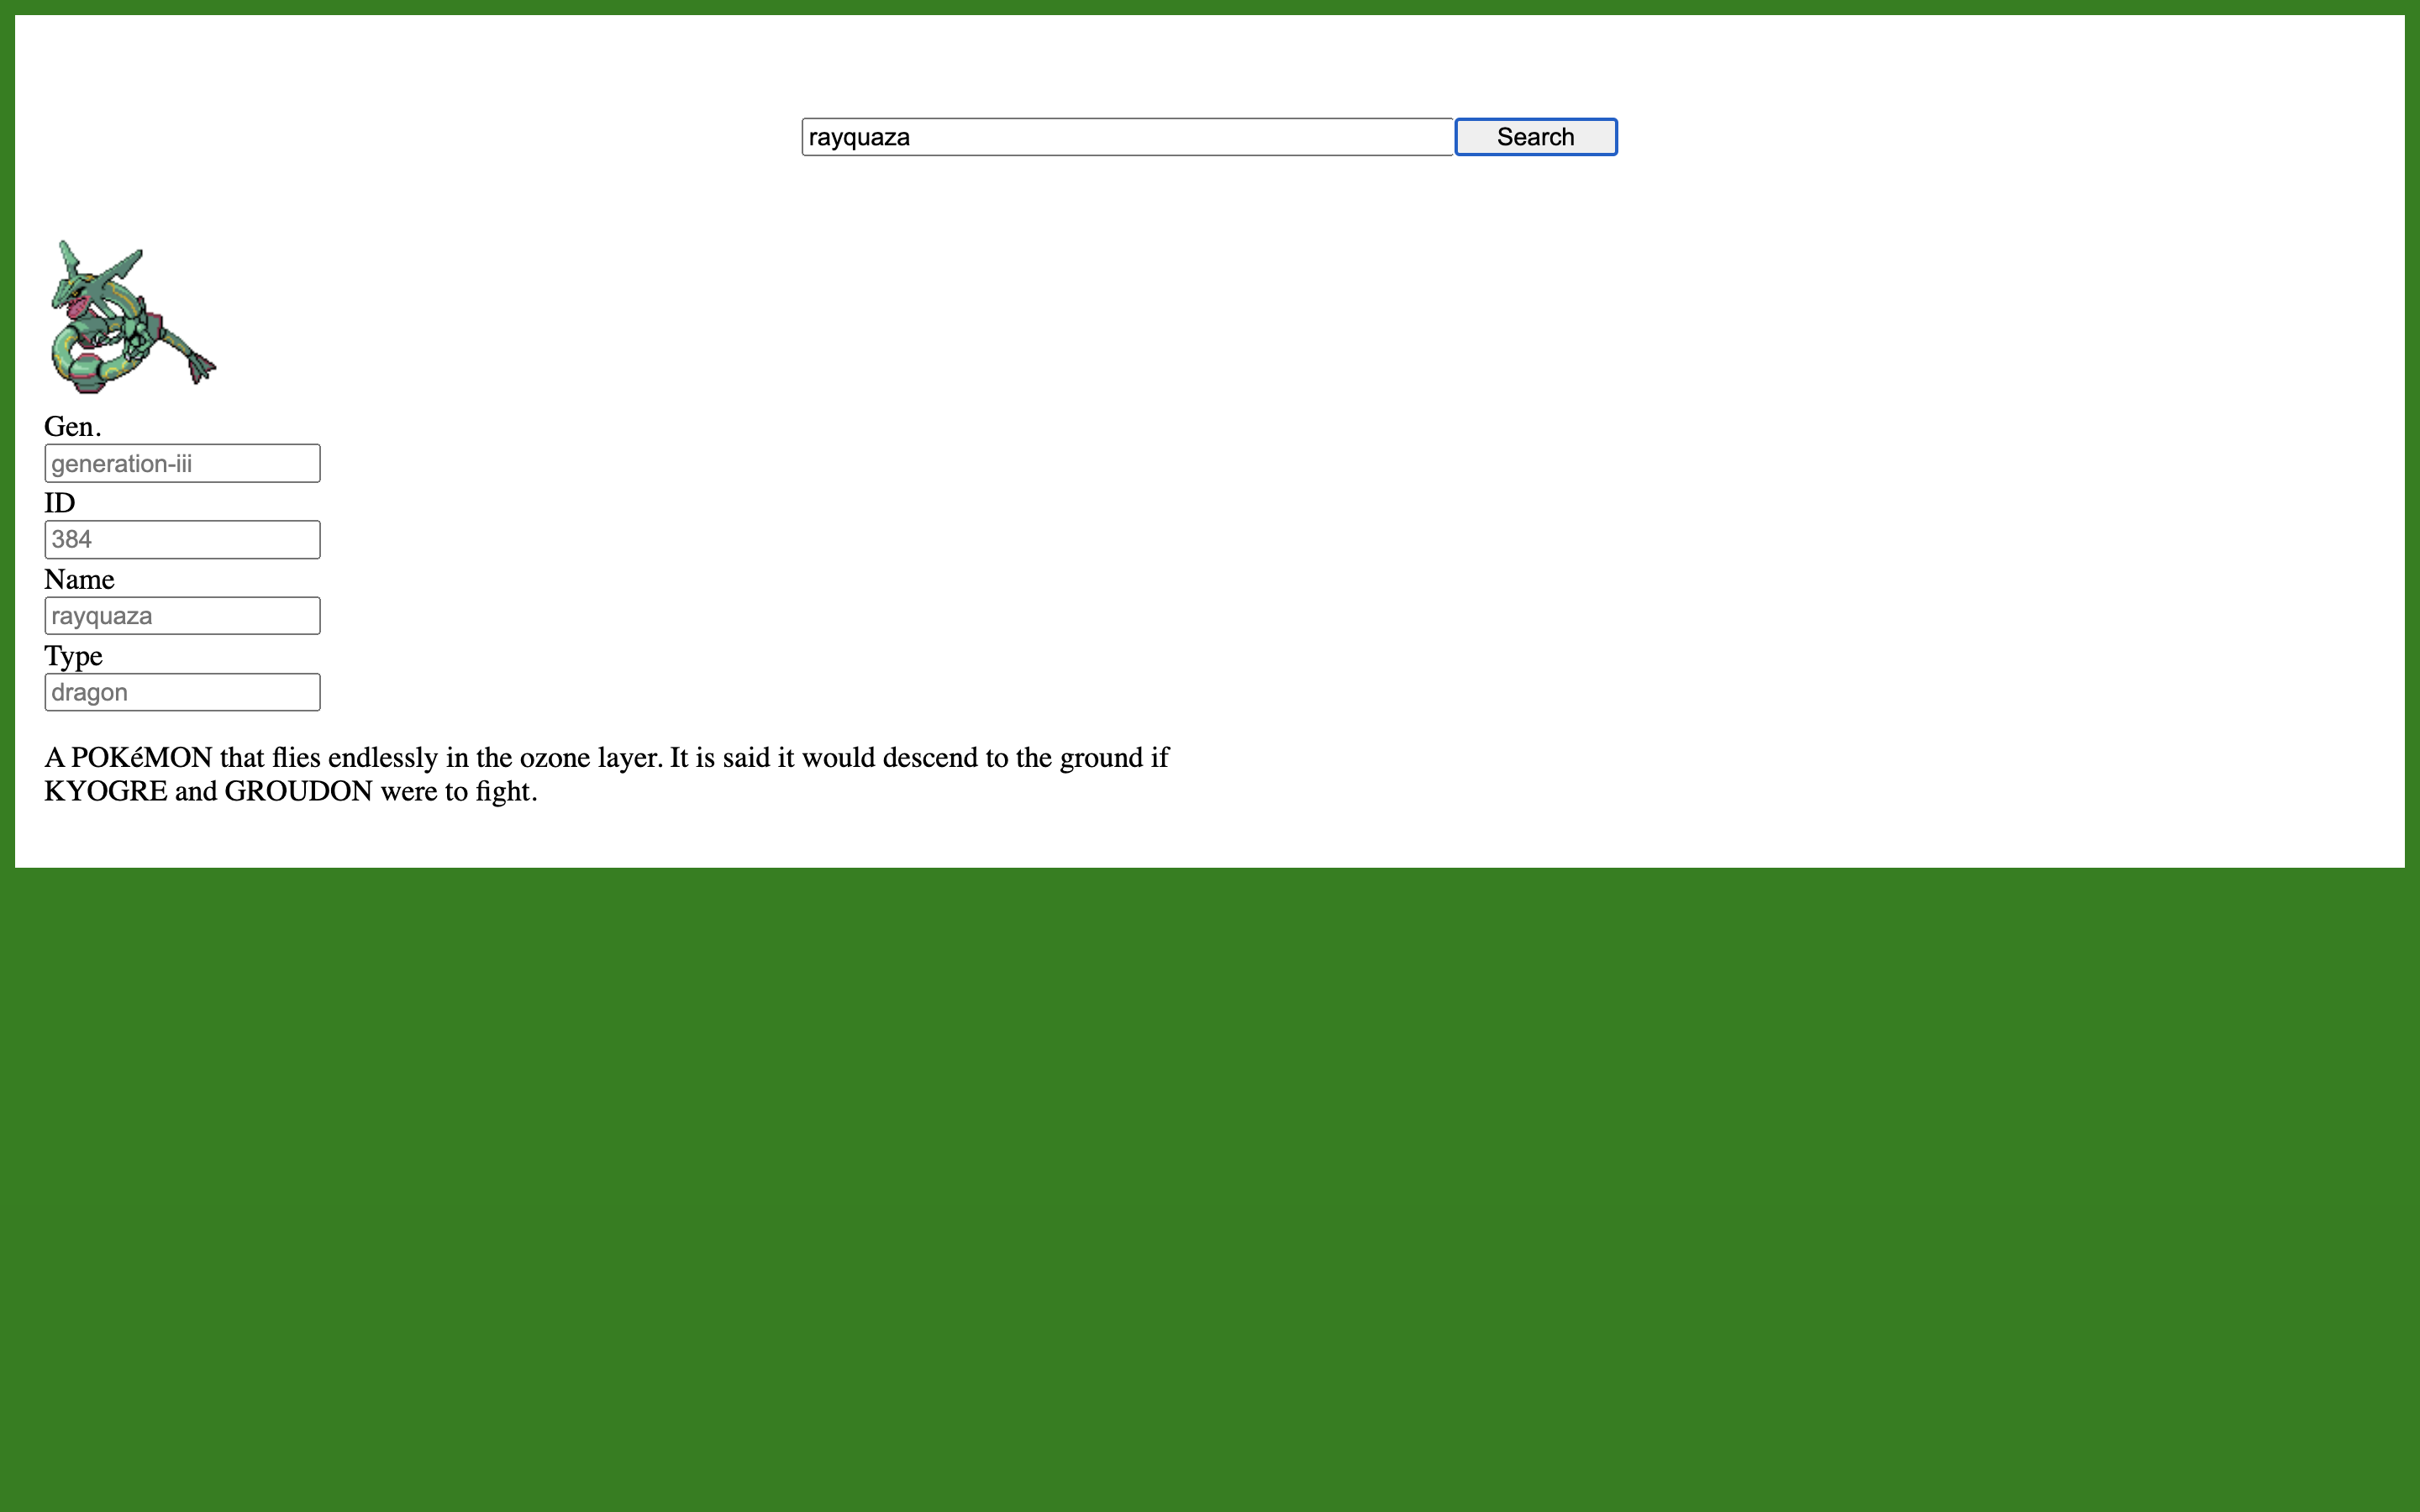 rayquaza
Search
Gen.
generation-iii
ID
384
Name
rayquaza
Type
dragon
A POKéMON that flies endlessly in the ozone layer. It is said it would descend to the ground if
KYOGRE and GROUDON were to fight.